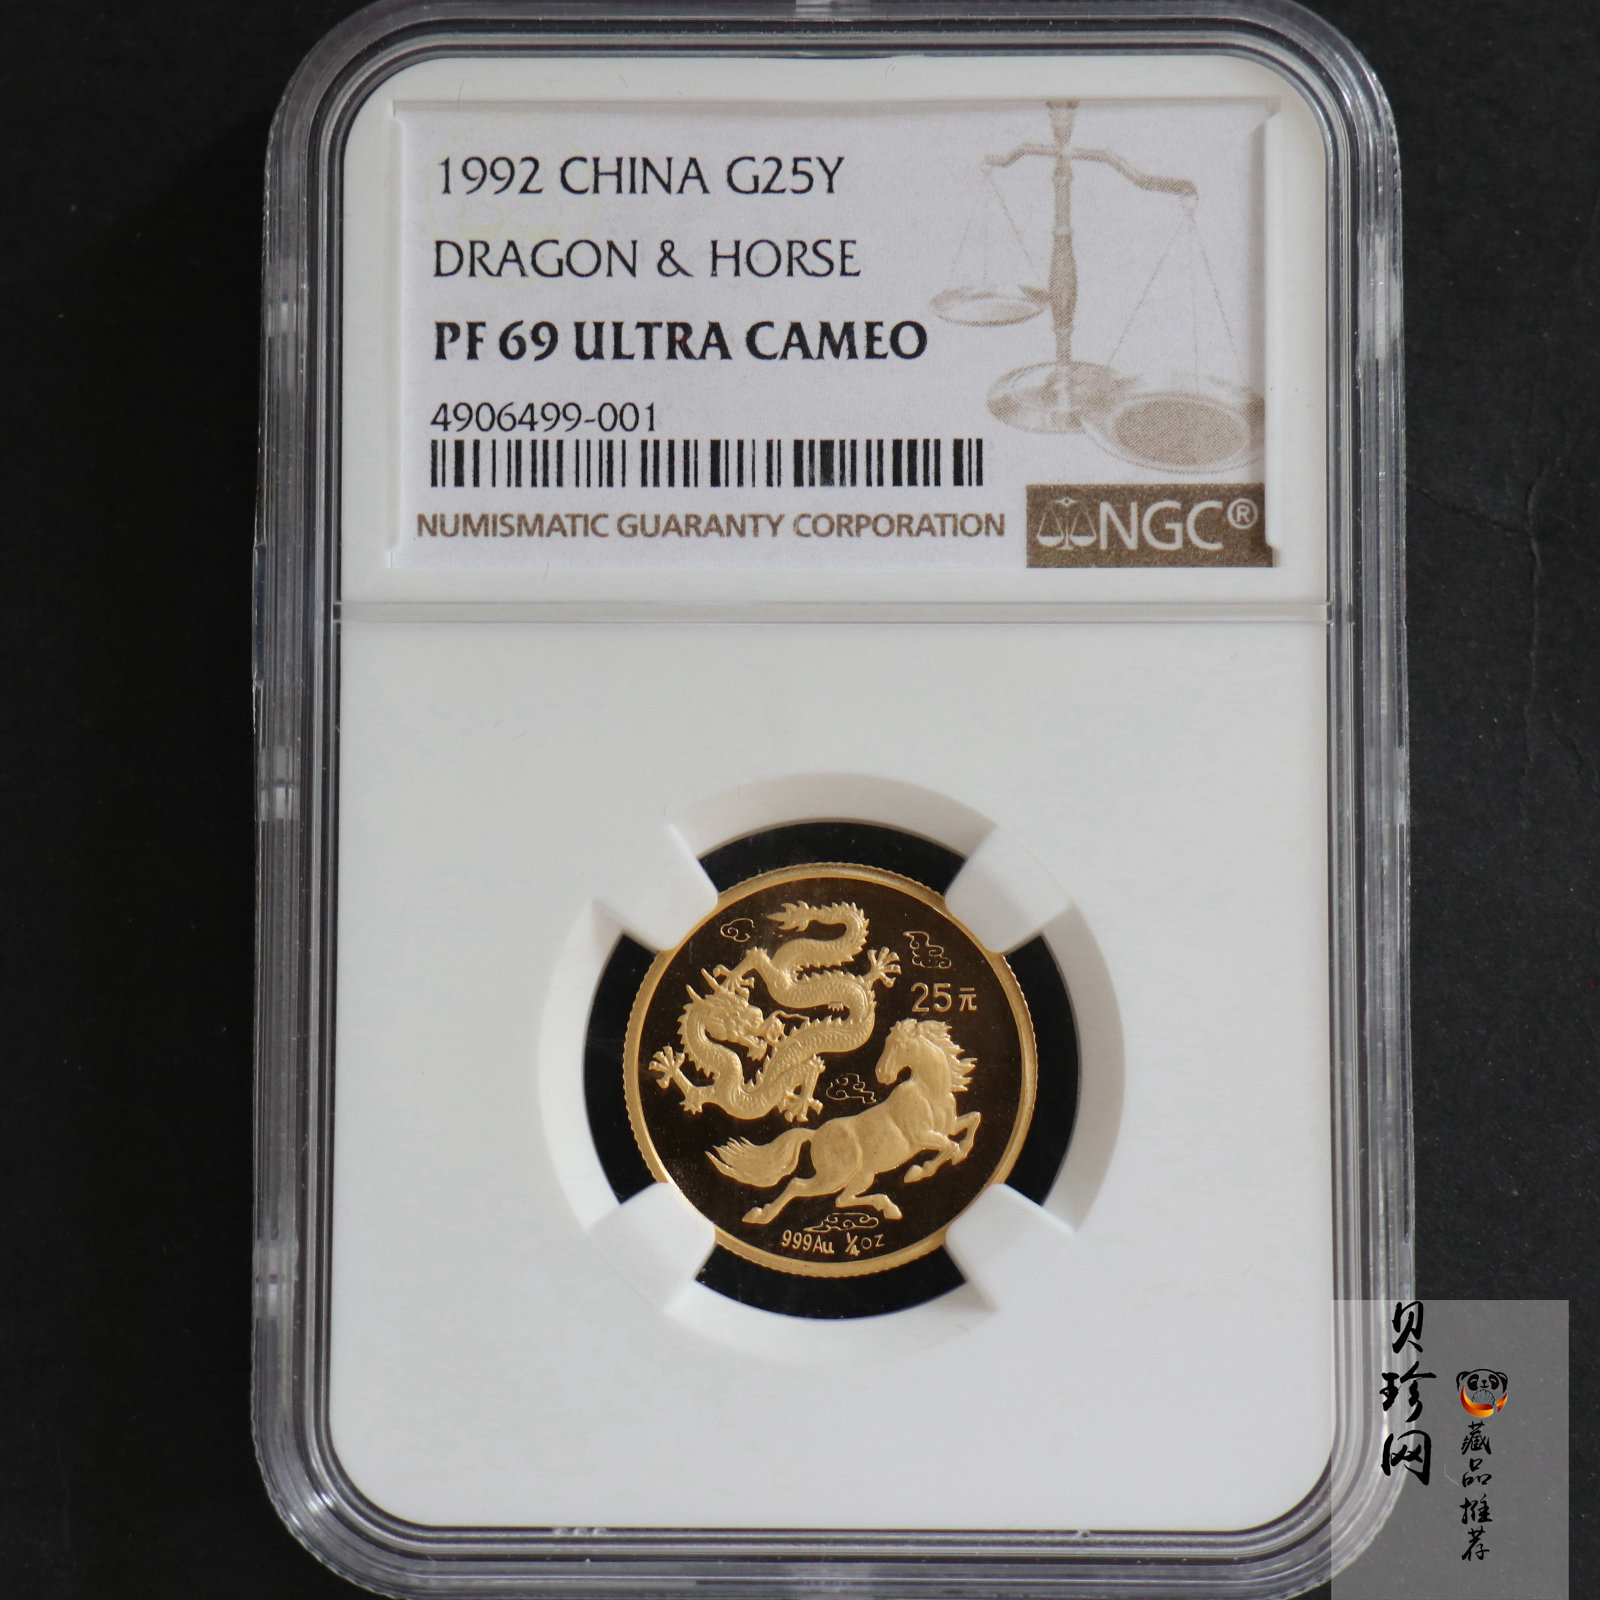 1992 CHINA G25Y
DRAGON & HORSE
PF 69 ULTRA CAMEO
4906499-001
NUMISMATIC GUARANTY CORPORATION
NGC®
25元
999Au ¼oz
贝珍网
藏品推荐